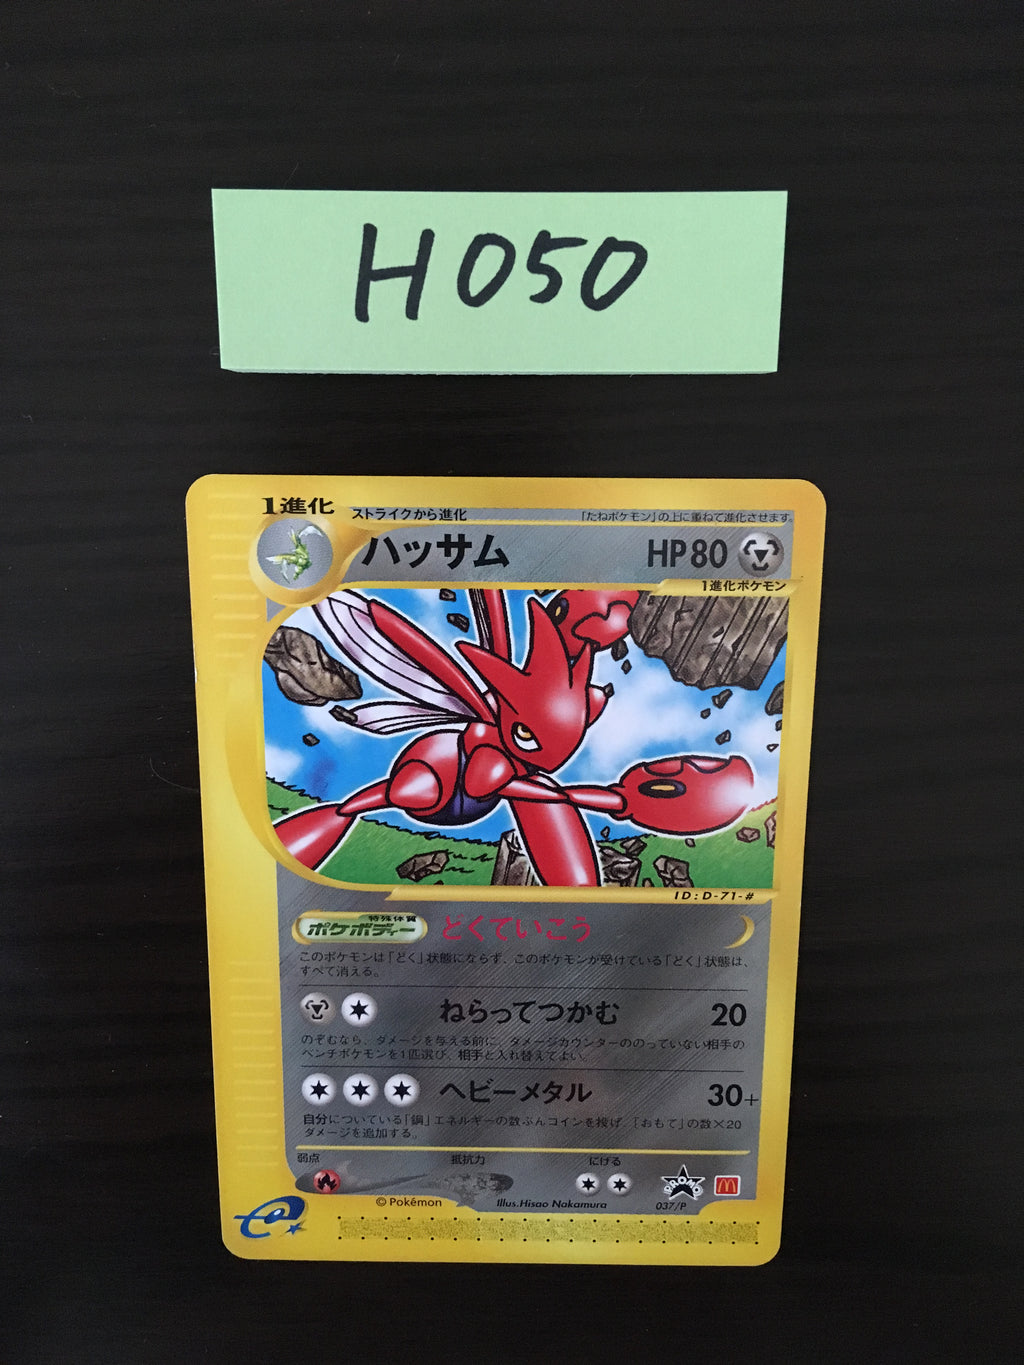 H050
1進化
ストライクから進化
「たねポケモン」の上に重ねて進化させます。
ハッサム
HP80
1進化ポケモン
ID:D-71-#
特殊体質
ポケボディー
どくていこう
このポケモンは「どく」状態にならず、このポケモンが受けている「どく」状態は、
すべて消える。
ねらってつかむ 20
のぞむなら、ダメージを与える前に、ダメージカウンターののっていない相手の
ベンチポケモンを1匹選び、相手と入れ替えてよい。
ヘビーメタル 30+
自分についている「鋼」エネルギーの数ぶんコインを投げ、「おもて」の数×20
ダメージを追加する。
弱点 抵抗力 にげる
PROMO
© Pokémon
Illus.Hisao Nakamura
037/P
e